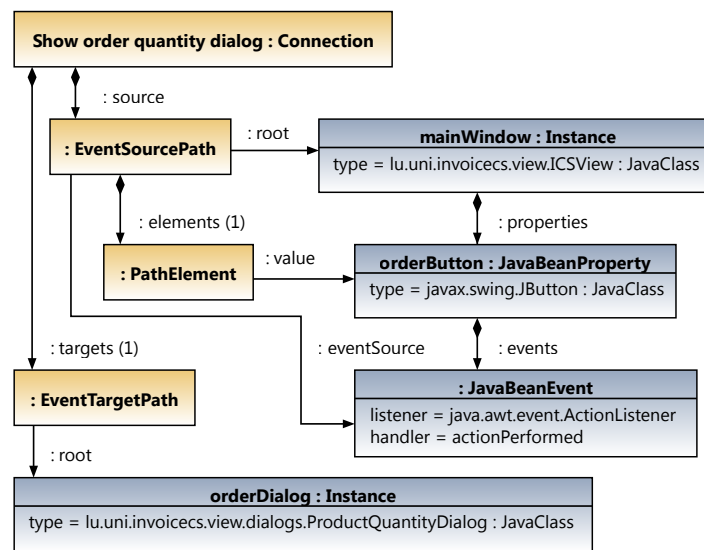 Show order quantity dialog : Connection
: source
: EventSourcePath
: root
mainWindow : Instance
type = lu.uni.invoicecs.view.ICSView : JavaClass
: elements (1)
: properties
: PathElement
: value
orderButton : JavaBeanProperty
type = javax.swing.JButton : JavaClass
: targets (1)
: eventSource
: events
: EventTargetPath
: JavaBeanEvent
listener = java.awt.event.ActionListener
handler = actionPerformed
: root
orderDialog : Instance
type = lu.uni.invoicecs.view.dialogs.ProductQuantityDialog : JavaClass